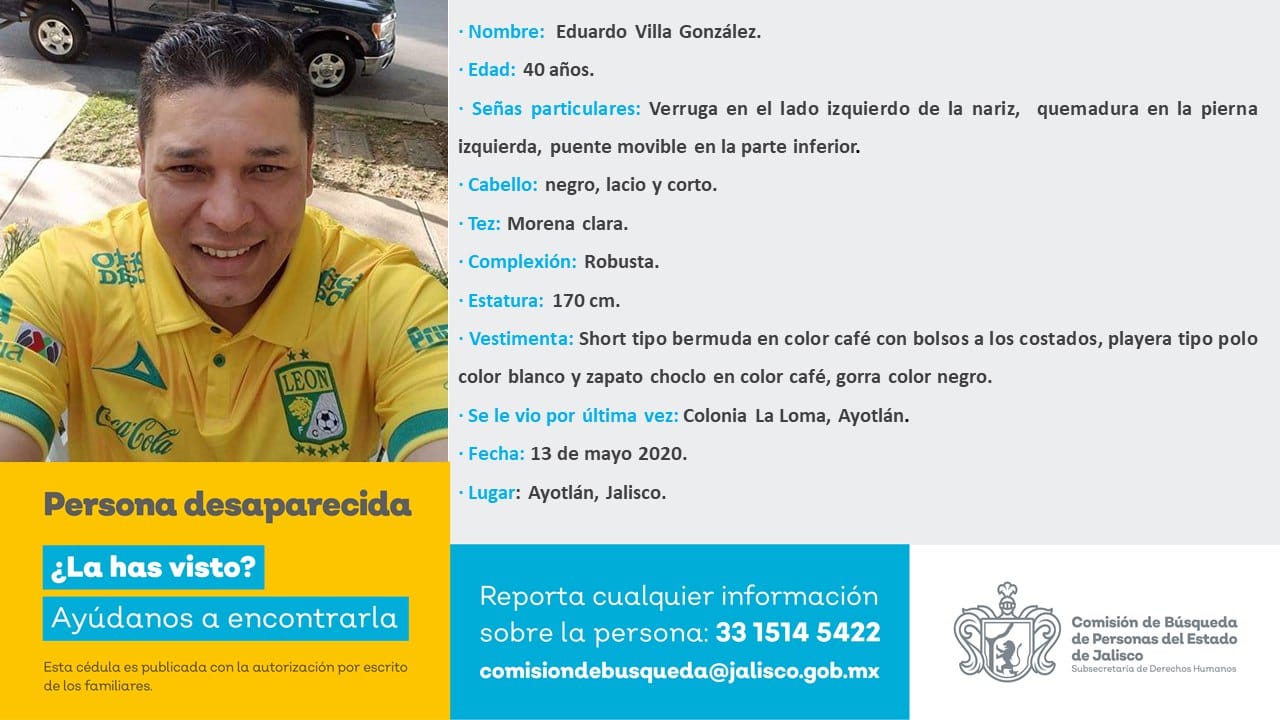 · Nombre: Eduardo Villa González.
· Edad: 40 años.
· Señas particulares: Verruga en el lado izquierdo de la nariz, quemadura en la pierna
izquierda, puente movible en la parte inferior.
· Cabello: negro, lacio y corto.
· Tez: Morena clara.
· Complexión: Robusta.
· Estatura: 170 cm.
· Vestimenta: Short tipo bermuda en color café con bolsos a los costados, playera tipo polo
color blanco y zapato choclo en color café, gorra color negro.
· Se le vio por última vez: Colonia La Loma, Ayotlán.
· Fecha: 13 de mayo 2020.
· Lugar: Ayotlán, Jalisco.
LEON
Coca-Cola
Persona desaparecida
¿La has visto?
Ayúdanos a encontrarla
Esta cédula es publicada con la autorización por escrito
de los familiares.
Reporta cualquier información
sobre la persona: 33 1514 5422
comisiondebusqueda@jalisco.gob.mx
Comisión de Búsqueda
de Personas del Estado
de Jalisco
Subsecretaría de Derechos Humanos